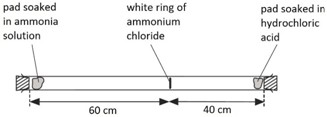 pad soaked
in ammonia
solution
white ring of
ammonium
chloride
pad soaked in
hydrochloric
acid
60 cm
40 cm